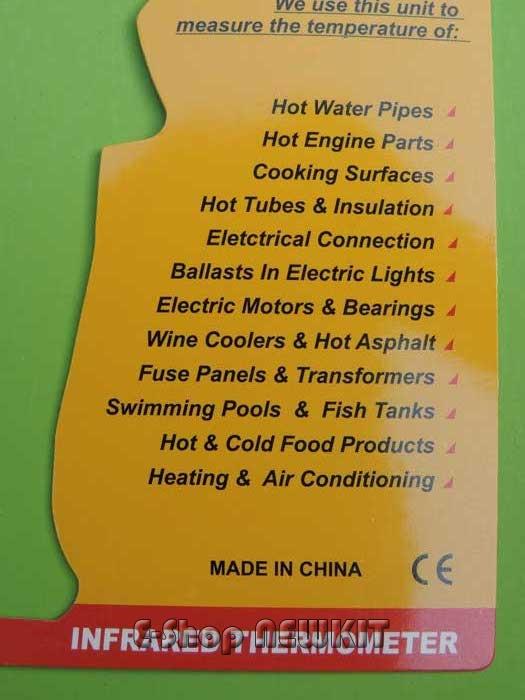 We use this unit to
measure the temperature of:
Hot Water Pipes
Hot Engine Parts
Cooking Surfaces
Hot Tubes & Insulation
Eletctrical Connection
Ballasts In Electric Lights
Electric Motors & Bearings
Wine Coolers & Hot Asphalt
Fuse Panels & Transformers
Swimming Pools & Fish Tanks
Hot & Cold Food Products
Heating & Air Conditioning
MADE IN CHINA CE
INFRARED THERMOMETER
E-Stop NEWKIT